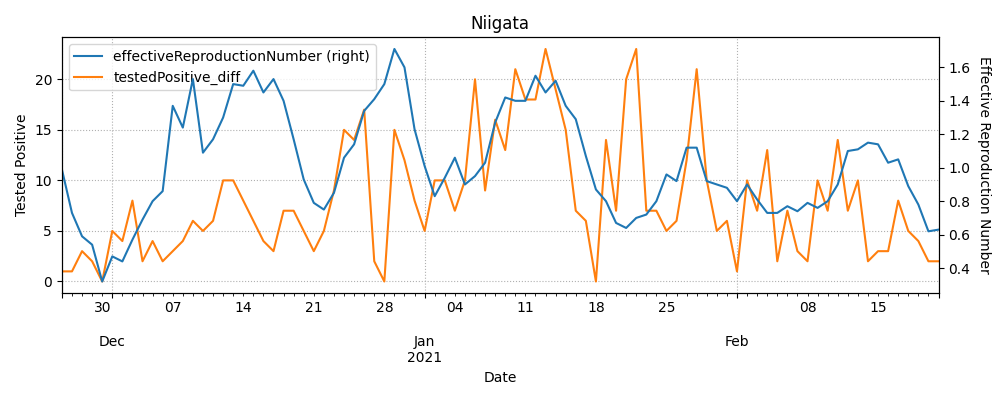 Niigata
effectiveReproductionNumber (right)
testedPositive_diff
Tested Positive
20
15
10
5
0
1.6
1.4
1.2
1.0
0.8
0.6
0.4
Effective Reproduction Number
30 07 14 21 28 04 11 18 25 08 15
Dec Jan Feb
2021
Date